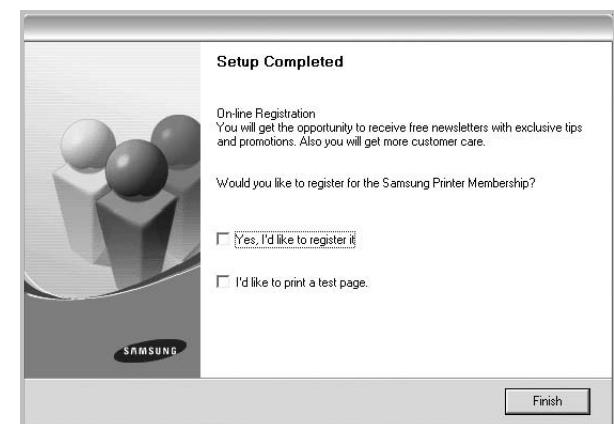 Setup Completed
On-line Registration
You will get the opportunity to receive free newsletters with exclusive tips
and promotions. Also you will get more customer care.
Would you like to register for the Samsung Printer Membership?
Yes, I'd like to register it
I'd like to print a test page.
SAMSUNG
Finish